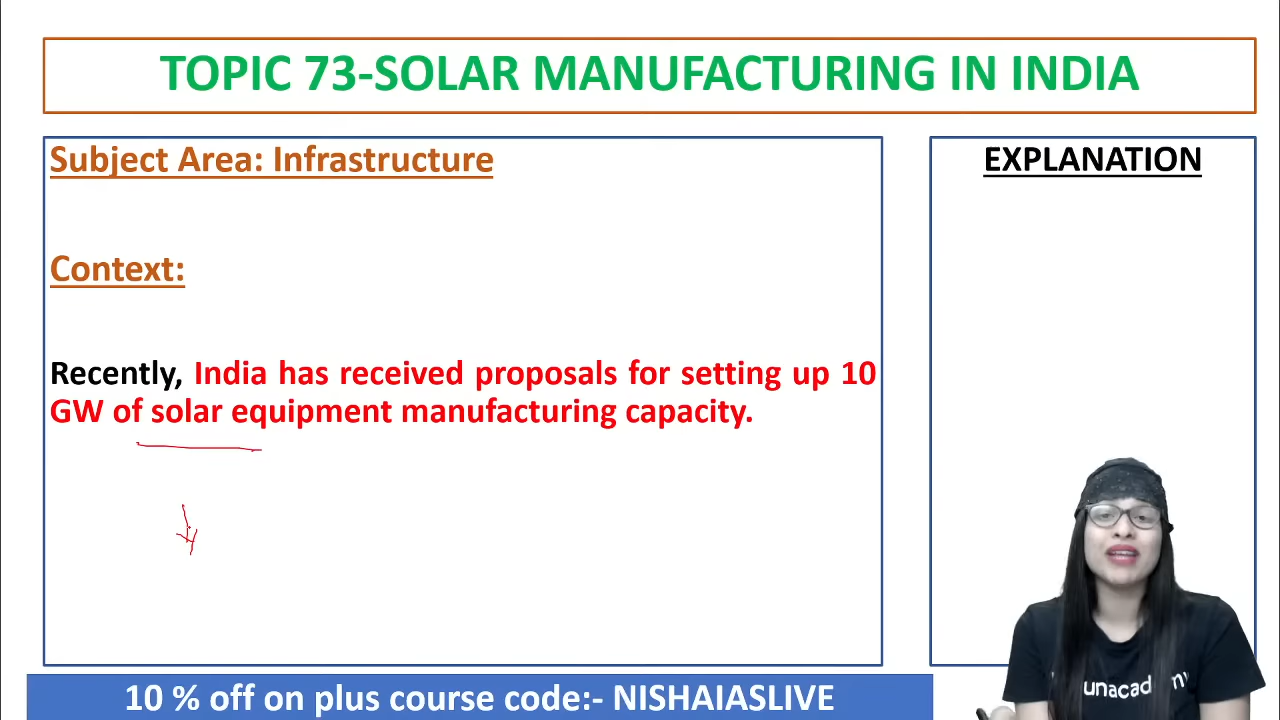 TOPIC 73-SOLAR MANUFACTURING IN INDIA
Subject Area: Infrastructure
EXPLANATION
Context:
Recently, India has received proposals for setting up 10
GW of solar equipment manufacturing capacity.
10 % off on plus course code:- NISHAIASLIVE